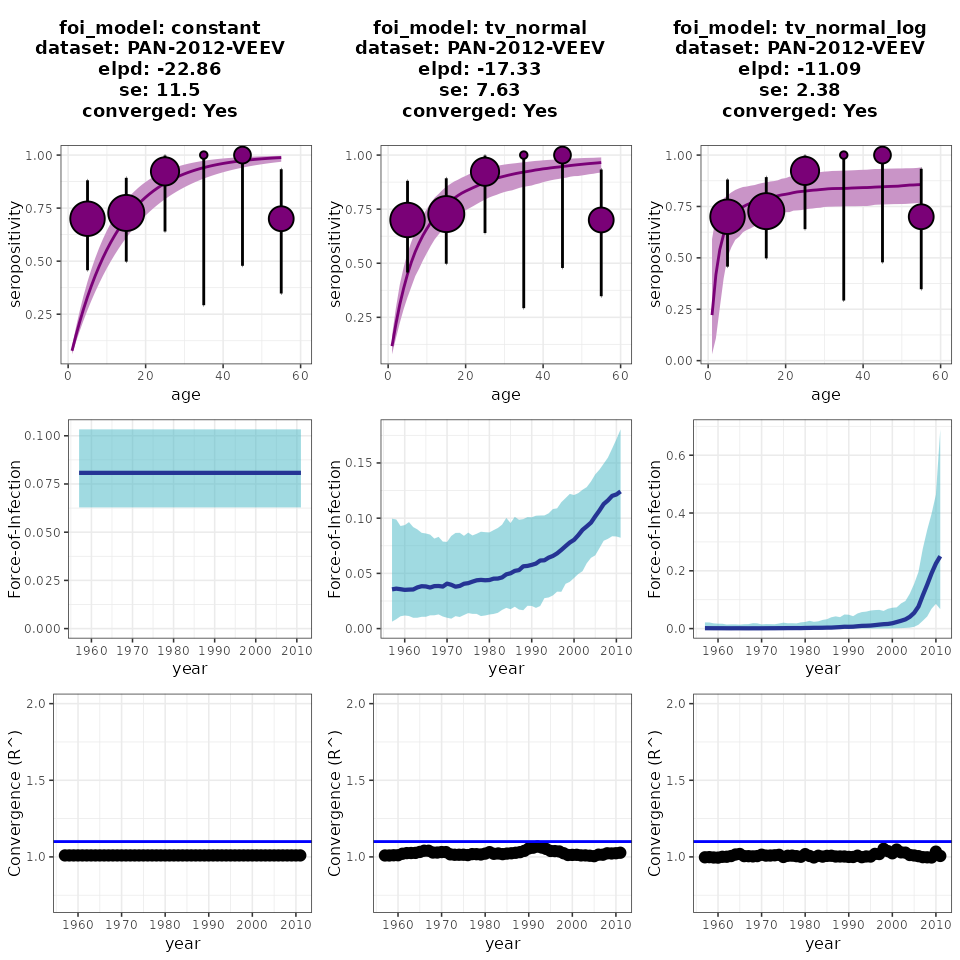 foi_model: constant
dataset: PAN-2012-VEEV
elpd: -22.86
se: 11.5
converged: Yes
1.00
0.75
0.50
0.25
seropositivity
0 20 40 60
age
0.100
0.075
0.050
0.025
0.000
Force-of-Infection
1960 1970 1980 1990 2000 2010
year
2.0
1.5
1.0
Convergence (R^)
1960 1970 1980 1990 2000 2010
year
foi_model: tv_normal
dataset: PAN-2012-VEEV
elpd: -17.33
se: 7.63
converged: Yes
1.00
0.75
0.50
0.25
seropositivity
0 20 40 60
age
0.15
0.10
0.05
0.00
Force-of-Infection
1960 1970 1980 1990 2000 2010
year
2.0
1.5
1.0
Convergence (R^)
1960 1970 1980 1990 2000 2010
year
foi_model: tv_normal_log
dataset: PAN-2012-VEEV
elpd: -11.09
se: 2.38
converged: Yes
1.00
0.75
0.50
0.25
0.00
seropositivity
0 20 40 60
age
0.6
0.4
0.2
0.0
Force-of-Infection
1960 1970 1980 1990 2000 2010
year
2.0
1.5
1.0
Convergence (R^)
1960 1970 1980 1990 2000 2010
year